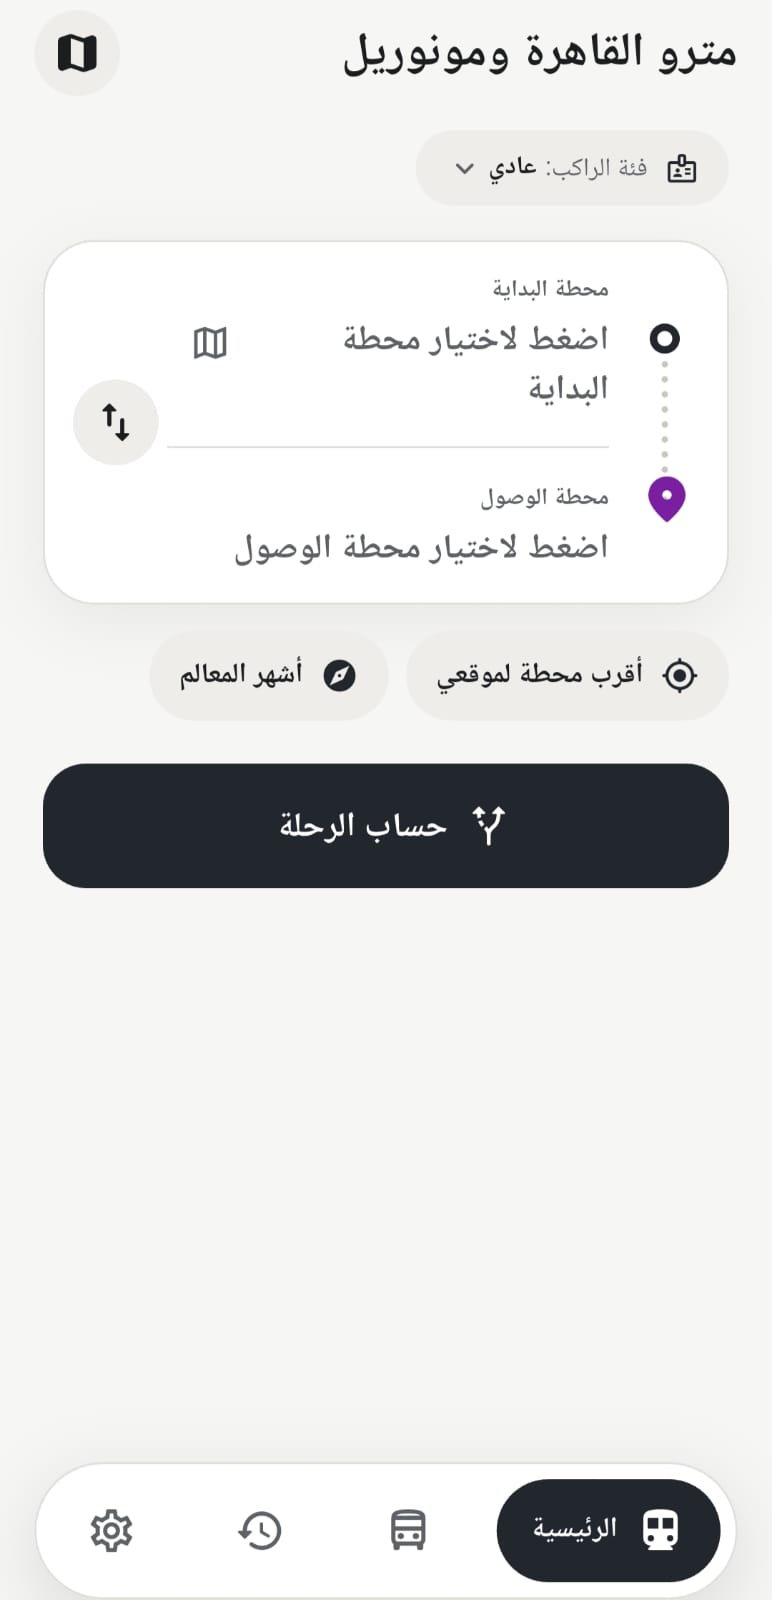 مترو القاهرة ومونوريل
فئة الراكب: عادي
محطة البداية
اضغط لاختيار محطة
البداية
محطة الوصول
اضغط لاختيار محطة الوصول
أقرب محطة لموقعي
أشهر المعالم
حساب الرحلة
الرئيسية